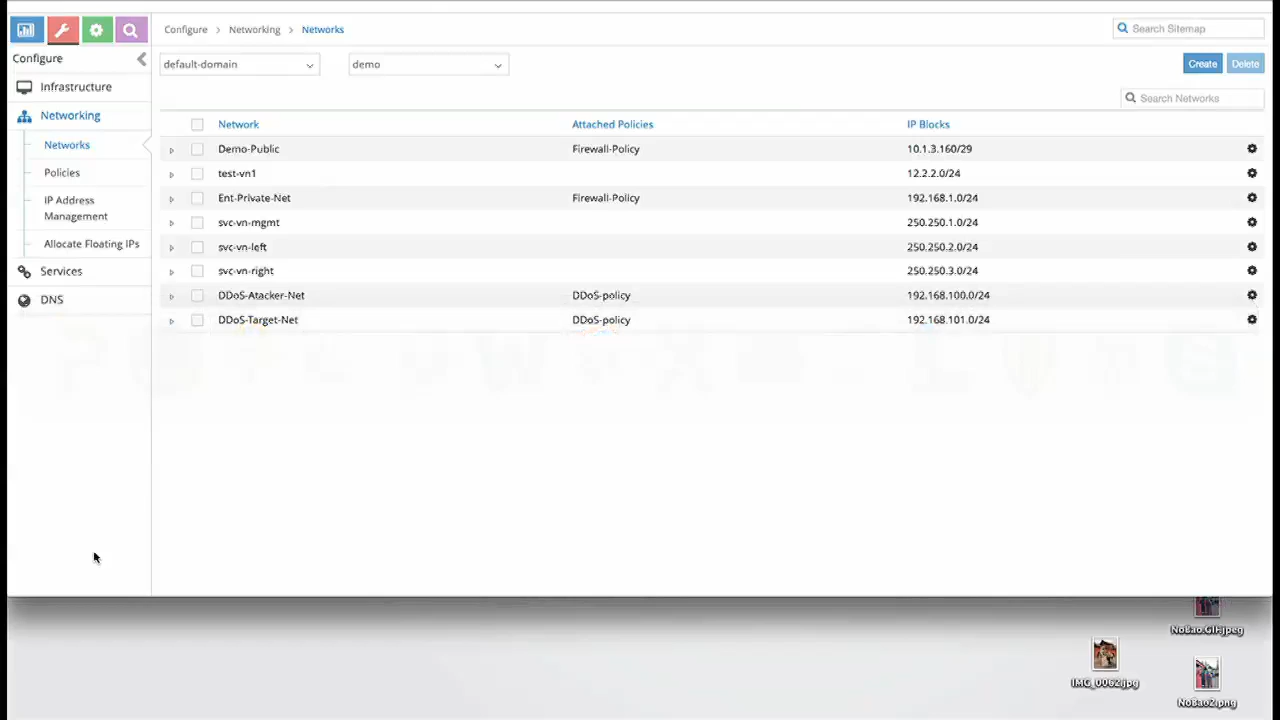 Configure > Networking > Networks
Search Sitemap
Configure
default-domain
demo
Create
Delete
Infrastructure
Networking
Networks
Policies
IP Address
Management
Allocate Floating IPs
Services
DNS
Search Networks
Network Attached Policies IP Blocks
Demo-Public Firewall-Policy 10.1.3.160/29
test-vn1 12.2.2.0/24
Ent-Private-Net Firewall-Policy 192.168.1.0/24
svc-vn-mgmt 250.250.1.0/24
svc-vn-left 250.250.2.0/24
svc-vn-right 250.250.3.0/24
DDoS-Atacker-Net DDoS-policy 192.168.100.0/24
DDoS-Target-Net DDoS-policy 192.168.101.0/24
NoBao.GIF.jpeg
IMG_0062.jpg
NoBao2.png